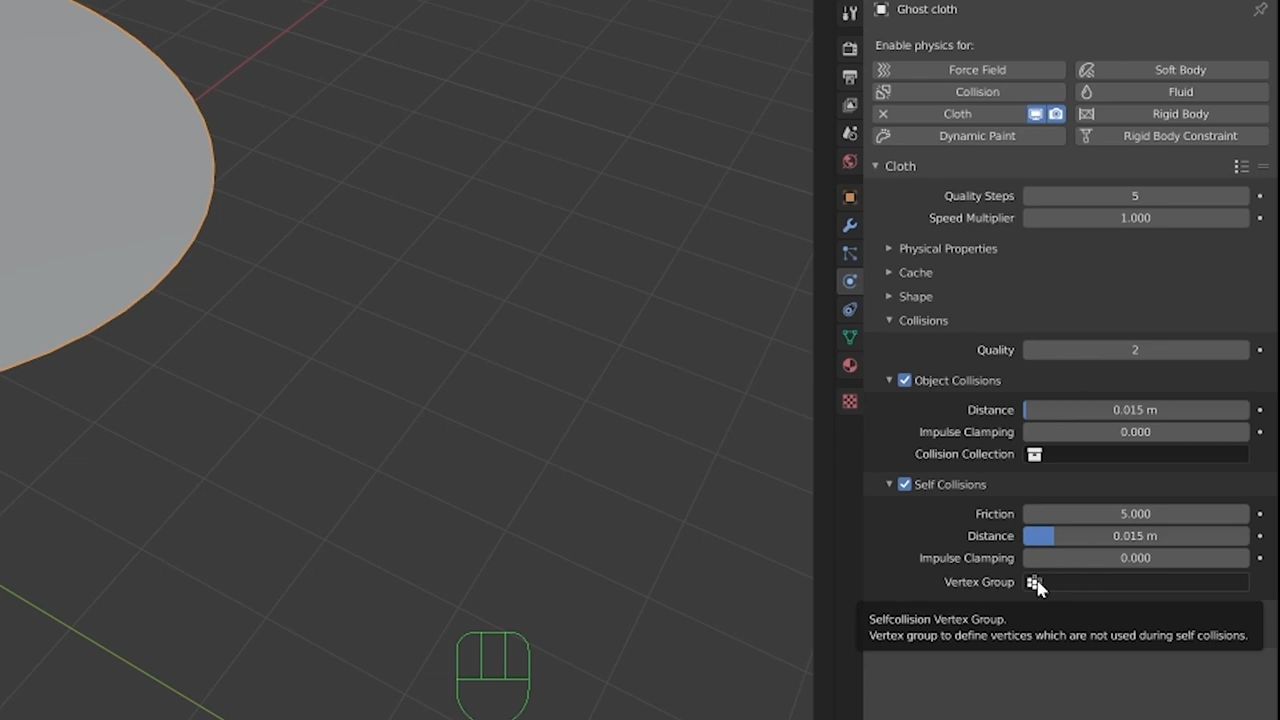 Ghost cloth
Enable physics for:
Force Field
Soft Body
Collision
Fluid
Cloth
Rigid Body
Dynamic Paint
Rigid Body Constraint
Cloth
Quality Steps 5
Speed Multiplier 1.000
Physical Properties
Cache
Shape
Collisions
Quality 2
Object Collisions
Distance 0.015 m
Impulse Clamping 0.000
Collision Collection
Self Collisions
Friction 5.000
Distance 0.015 m
Impulse Clamping 0.000
Vertex Group
Selfcollision Vertex Group.
Vertex group to define vertices which are not used during self collisions.